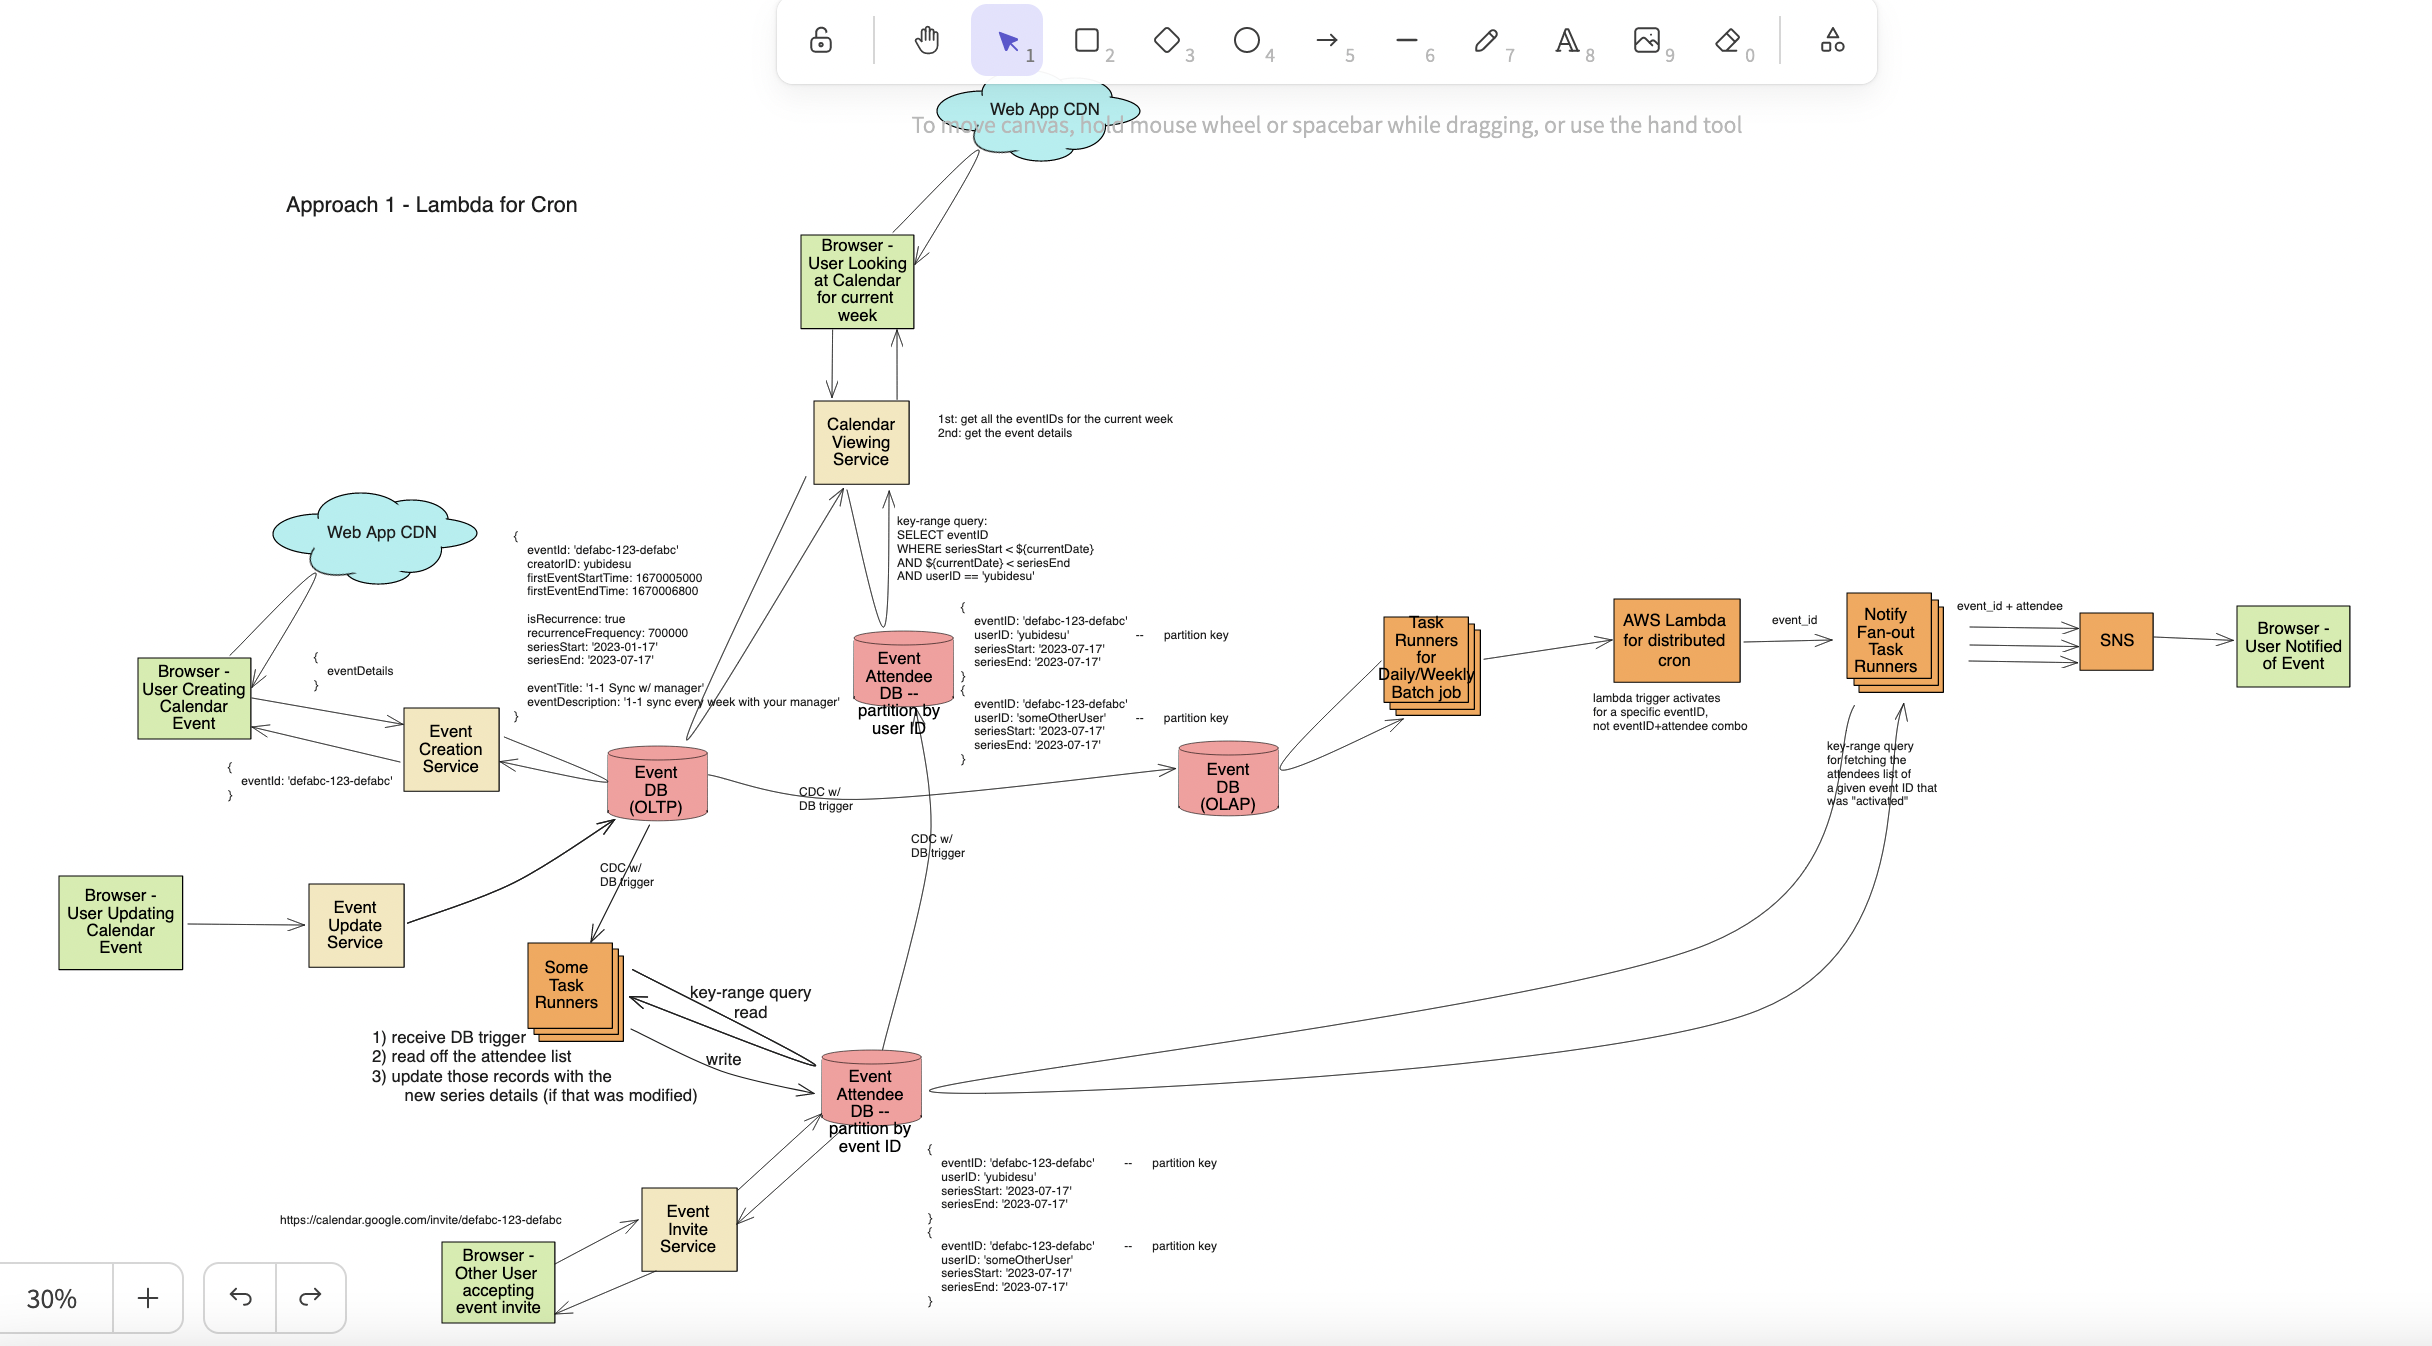 1
2
3
4
5
6
7
8
9
0
Web App CDN
To move canvas, hold mouse wheel or spacebar while dragging, or use the hand tool
Approach 1 - Lambda for Cron
Browser -
User Looking
at Calendar
for current
week
Calendar
Viewing
Service
1st: get all the eventIDs for the current week
2nd: get the event details
key-range query:
SELECT eventID
WHERE seriesStart < ${currentDate}
AND ${currentDate} < seriesEnd
AND userID == 'yubidesu'
Web App CDN
{
eventId: 'defabc-123-defabc'
creatorID: yubidesu
firstEventStartTime: 1670005000
firstEventEndTime: 1670006800
isRecurrence: true
recurrenceFrequency: 700000
seriesStart: '2023-01-17'
seriesEnd: '2023-07-17'
eventTitle: '1-1 Sync w/ manager'
eventDescription: '1-1 sync every week with your manager'
}
Browser -
User Creating
Calendar
Event
{
eventDetails
}
Event
Creation
Service
{
eventId: 'defabc-123-defabc'
}
Event
DB
(OLTP)
Event
Attendee
DB --
partition by
user ID
{
eventID: 'defabc-123-defabc'
userID: 'yubidesu' -- partition key
seriesStart: '2023-07-17'
seriesEnd: '2023-07-17'
}
{
eventID: 'defabc-123-defabc'
userID: 'someOtherUser' -- partition key
seriesStart: '2023-07-17'
seriesEnd: '2023-07-17'
}
CDC w/
DB trigger
CDC w/
DB trigger
Event
DB
(OLAP)
Task
Runners
for
Daily/Weekly
Batch job
AWS Lambda
for distributed
cron
lambda trigger activates
for a specific eventID,
not eventID+attendee combo
event_id
Notify
Fan-out
Task
Runners
event_id + attendee
SNS
Browser -
User Notified
of Event
key-range query
for fetching the
attendees list of
a given event ID that
was "activated"
Browser -
User Updating
Calendar
Event
Event
Update
Service
CDC w/
DB trigger
Some
Task
Runners
key-range query
read
write
1) receive DB trigger
2) read off the attendee list
3) update those records with the
new series details (if that was modified)
Event
Attendee
DB --
partition by
event ID
{
eventID: 'defabc-123-defabc' -- partition key
userID: 'yubidesu'
seriesStart: '2023-07-17'
seriesEnd: '2023-07-17'
}
{
eventID: 'defabc-123-defabc' -- partition key
userID: 'someOtherUser'
seriesStart: '2023-07-17'
seriesEnd: '2023-07-17'
}
Event
Invite
Service
https://calendar.google.com/invite/defabc-123-defabc
Browser -
Other User
accepting
event invite
30%